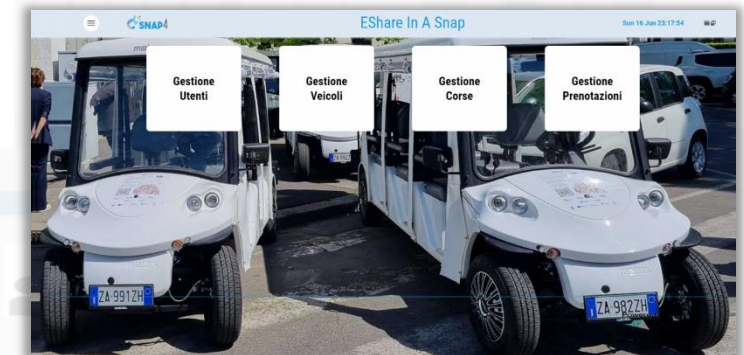 SNAP4
EShare In A Snap
Sun 16 Jun 23:17:54
Gestione
Utenti
Gestione
Veicoli
Gestione
Corse
Gestione
Prenotazioni
ZA 991ZH
ZA 982ZH